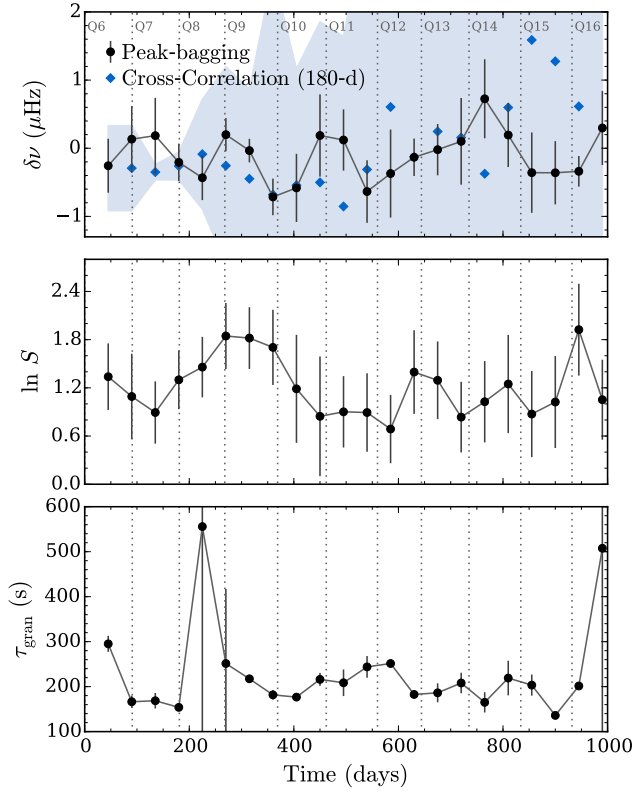 2
Q6 Q7 Q8 Q9 Q10 Q11 Q12 Q13 Q14 Q15 Q16
Peak-bagging
Cross-Correlation (180-d)
1
0
−1
δν (μHz)
2.4
1.8
1.2
0.6
0.0
ln S
600
500
400
300
200
100
τgran (s)
0 200 400 600 800 1000
Time (days)